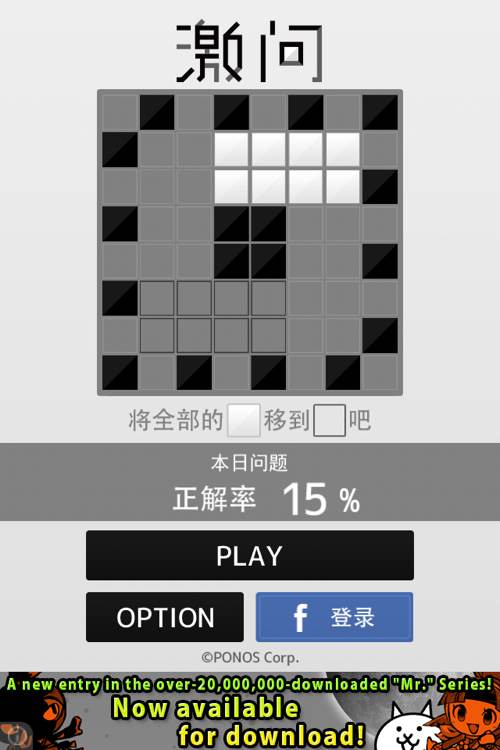 激问
将全部的 移到 吧
本日问题
正解率 15 %
PLAY
OPTION
f 登录
©PONOS Corp.
A new entry in the over-20,000,000-downloaded "Mr." Series!
Now available
for download!